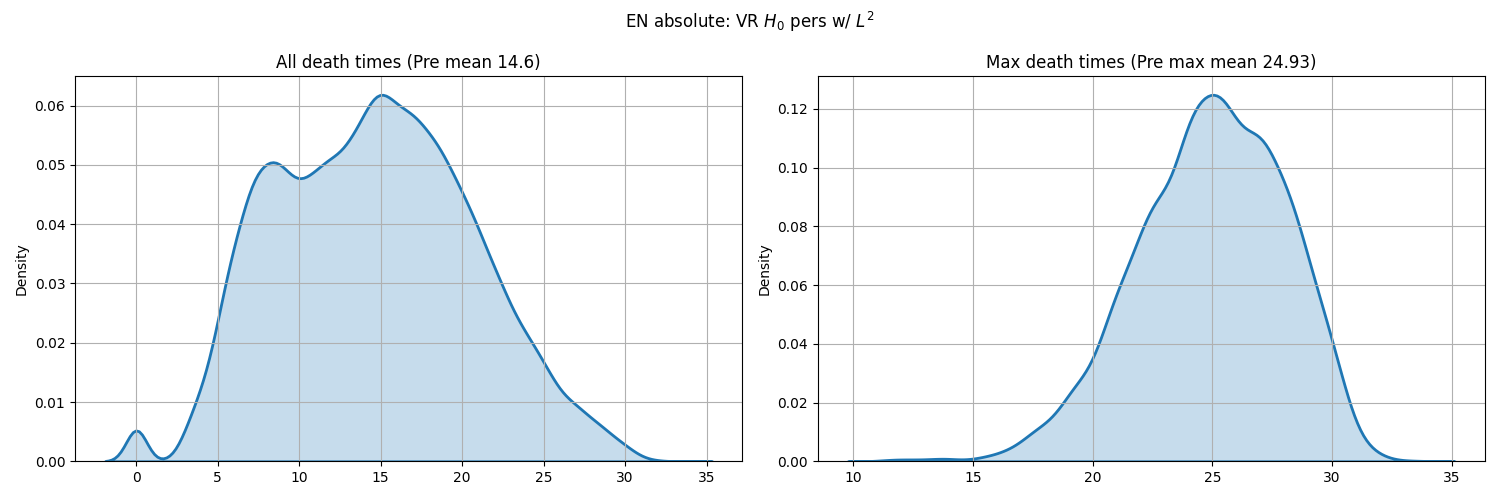 EN absolute: VR H₀ pers w/ L²
All death times (Pre mean 14.6)
Density
0.06
0.05
0.04
0.03
0.02
0.01
0.00
0 5 10 15 20 25 30 35
Max death times (Pre max mean 24.93)
Density
0.12
0.10
0.08
0.06
0.04
0.02
0.00
10 15 20 25 30 35